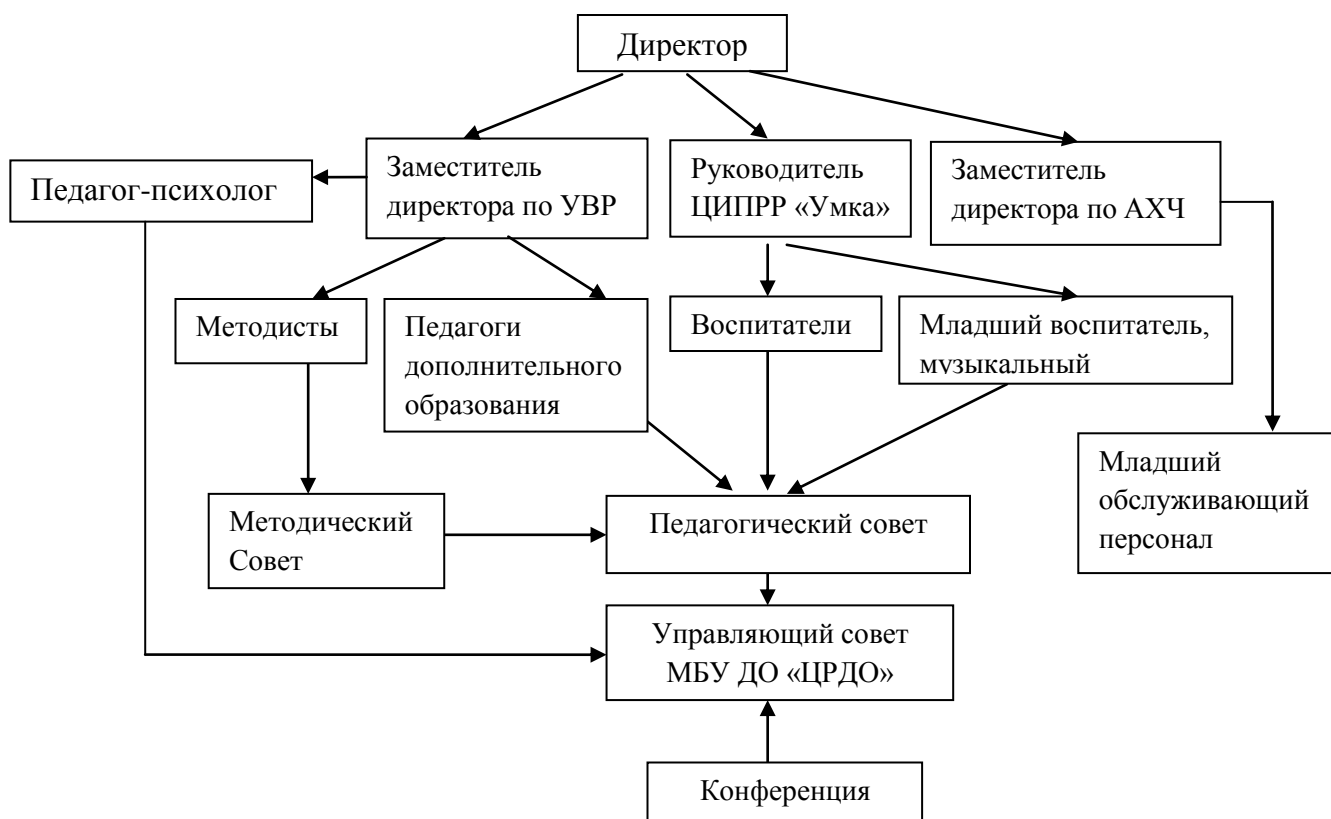 Директор
Педагог-психолог
Заместитель
директора по УВР
Руководитель
ЦИПРР «Умка»
Заместитель
директора по АХЧ
Методисты
Педагоги
дополнительного
образования
Воспитатели
Младший воспитатель,
музыкальный
Методический
Совет
Педагогический совет
Младший
обслуживающий
персонал
Управляющий совет
МБУ ДО «ЦРДО»
Конференция